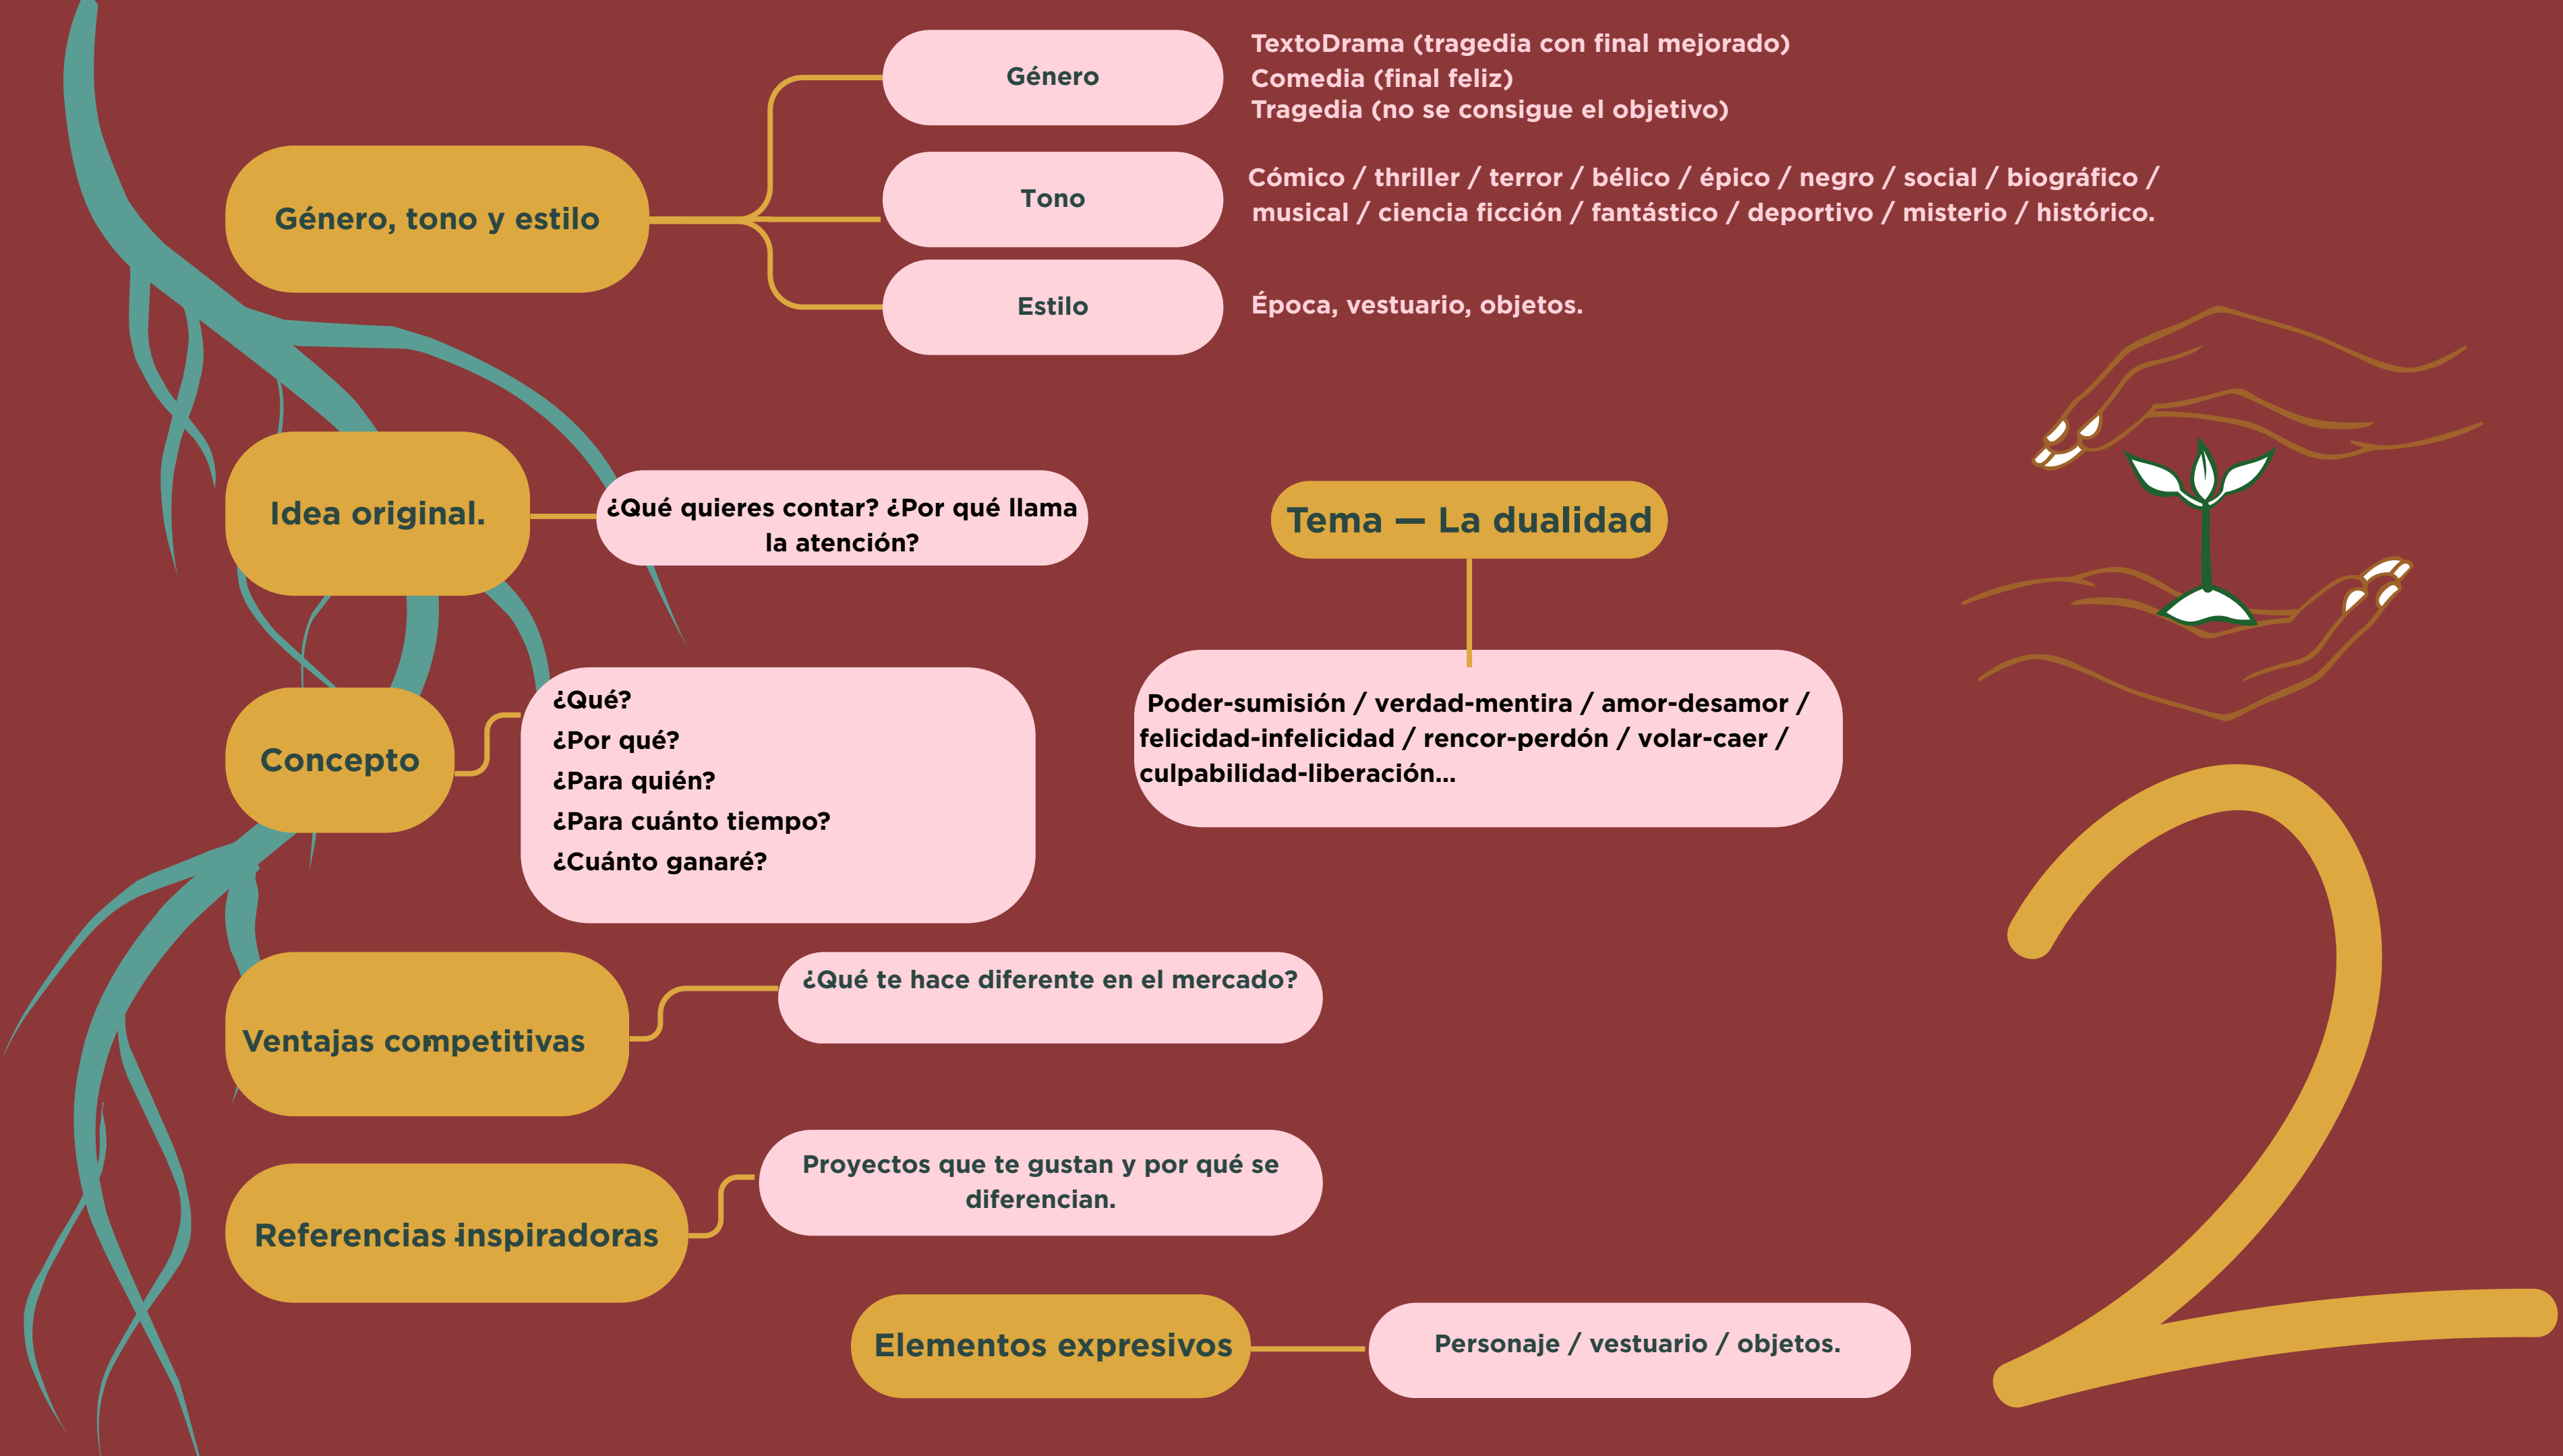 Género, tono y estilo
Género
TextoDrama (tragedia con final mejorado)
Comedia (final feliz)
Tragedia (no se consigue el objetivo)
Tono
Cómico / thriller / terror / bélico / épico / negro / social / biográfico /
musical / ciencia ficción / fantástico / deportivo / misterio / histórico.
Estilo
Época, vestuario, objetos.
Idea original.
¿Qué quieres contar? ¿Por qué llama
la atención?
Tema — La dualidad
Poder-sumisión / verdad-mentira / amor-desamor /
felicidad-infelicidad / rencor-perdón / volar-caer /
culpabilidad-liberación...
Concepto
¿Qué?
¿Por qué?
¿Para quién?
¿Para cuánto tiempo?
¿Cuánto ganaré?
Ventajas competitivas
¿Qué te hace diferente en el mercado?
Referencias inspiradoras
Proyectos que te gustan y por qué se
diferencian.
Elementos expresivos
Personaje / vestuario / objetos.
2